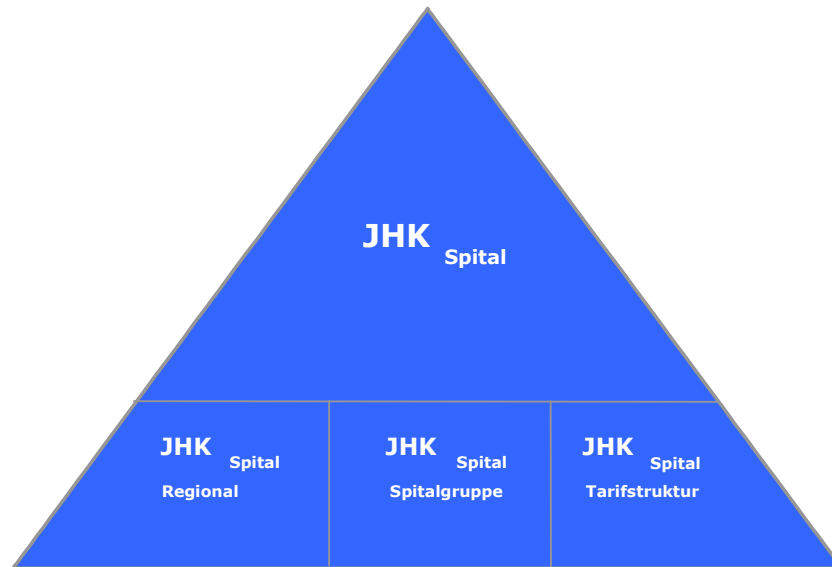 JHK Spital
JHK Spital
Regional
JHK Spital
Spitalgruppe
JHK Spital
Tarifstruktur